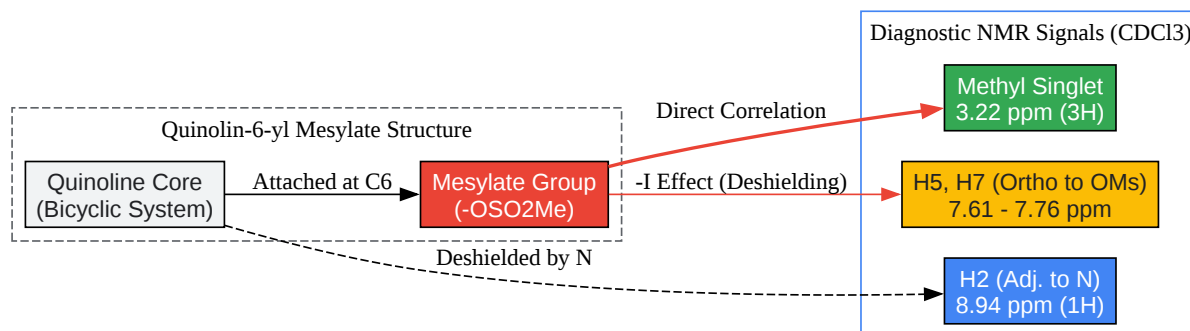 Diagnostic NMR Signals (CDCl3)
Methyl Singlet
3.22 ppm (3H)
Direct Correlation
Quinolin-6-yl Mesylate Structure
Quinoline Core
(Bicyclic System)
Attached at C6
Mesylate Group
(-OSO2Me)
-I Effect (Deshielding)
H5, H7 (Ortho to OMs)
7.61 - 7.76 ppm
Deshielded by N
H2 (Adj. to N)
8.94 ppm (1H)